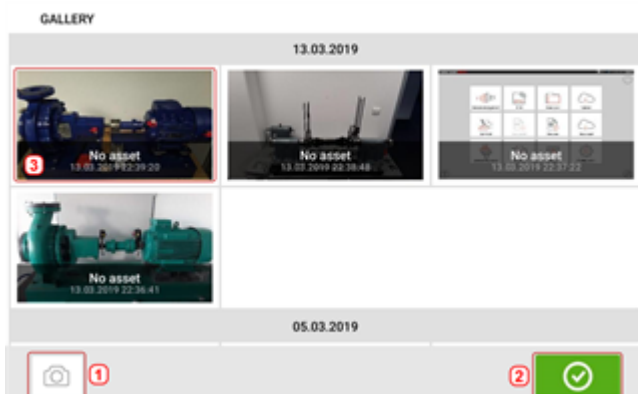 GALLERY
13.03.2019
No asset
13.03.2019 22:39:20
No asset
13.03.2019 22:38:48
No asset
13.03.2019 22:37:22
3
No asset
13.03.2019 22:36:41
05.03.2019
1
2